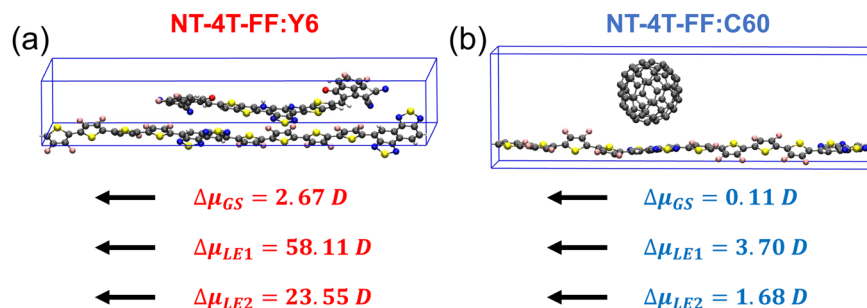 (a) NT-4T-FF:Y6
Δμ_GS = 2.67 D
Δμ_LE1 = 58.11 D
Δμ_LE2 = 23.55 D
(b) NT-4T-FF:C60
Δμ_GS = 0.11 D
Δμ_LE1 = 3.70 D
Δμ_LE2 = 1.68 D